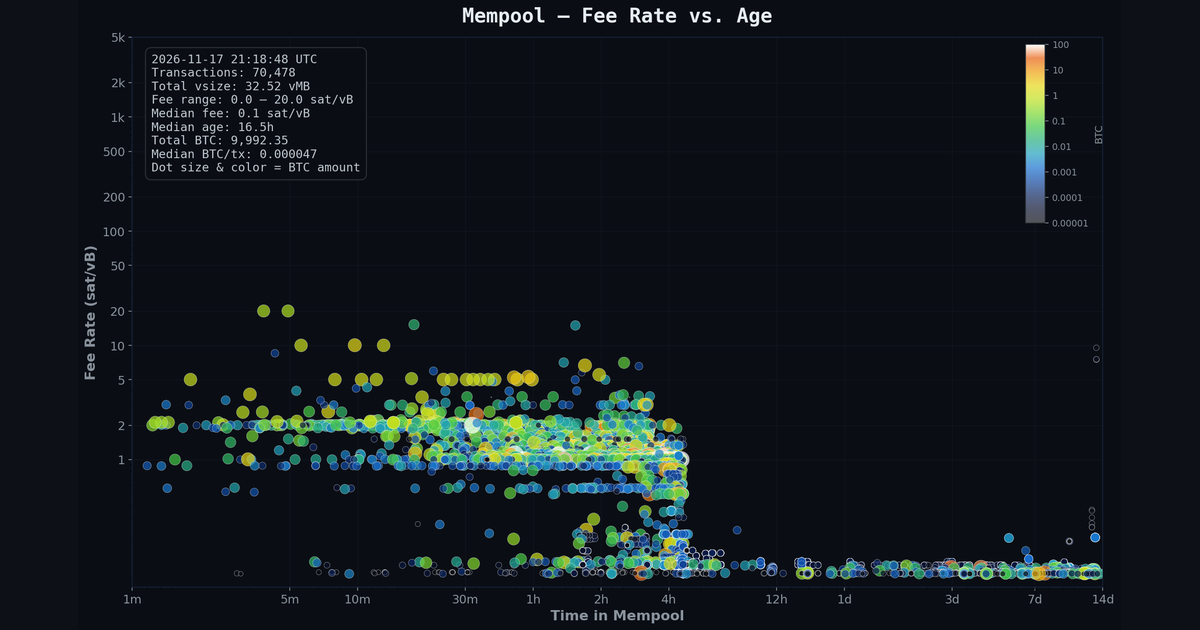 Mempool — Fee Rate vs. Age
2026-11-17 21:18:48 UTC
Transactions: 70,478
Total vsize: 32.52 vMB
Fee range: 0.0 – 20.0 sat/vB
Median fee: 0.1 sat/vB
Median age: 16.5h
Total BTC: 9,992.35
Median BTC/tx: 0.000047
Dot size & color = BTC amount
100
10
1
0.1
0.01
0.001
0.0001
0.00001
BTC
Fee Rate (sat/vB)
5k
2k
1k
500
200
100
50
20
10
5
2
1
1m
5m
10m
30m
1h
2h
4h
12h
1d
3d
7d
14d
Time in Mempool